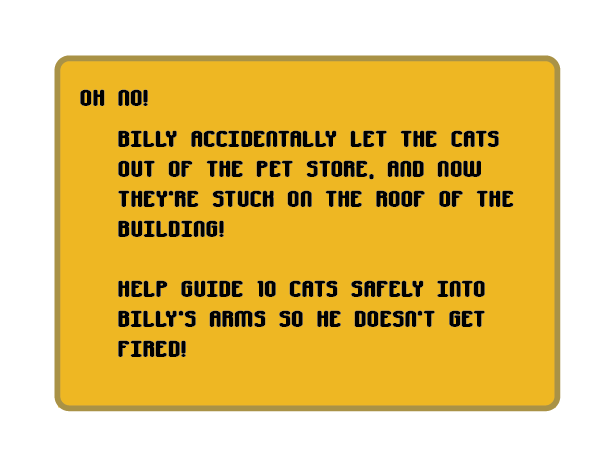 OH NO!
BILLY ACCIDENTALLY LET THE CATS
OUT OF THE PET STORE, AND NOW
THEY'RE STUCK ON THE ROOF OF THE
BUILDING!
HELP GUIDE 10 CATS SAFELY INTO
BILLY'S ARMS SO HE DOESN'T GET
FIRED!